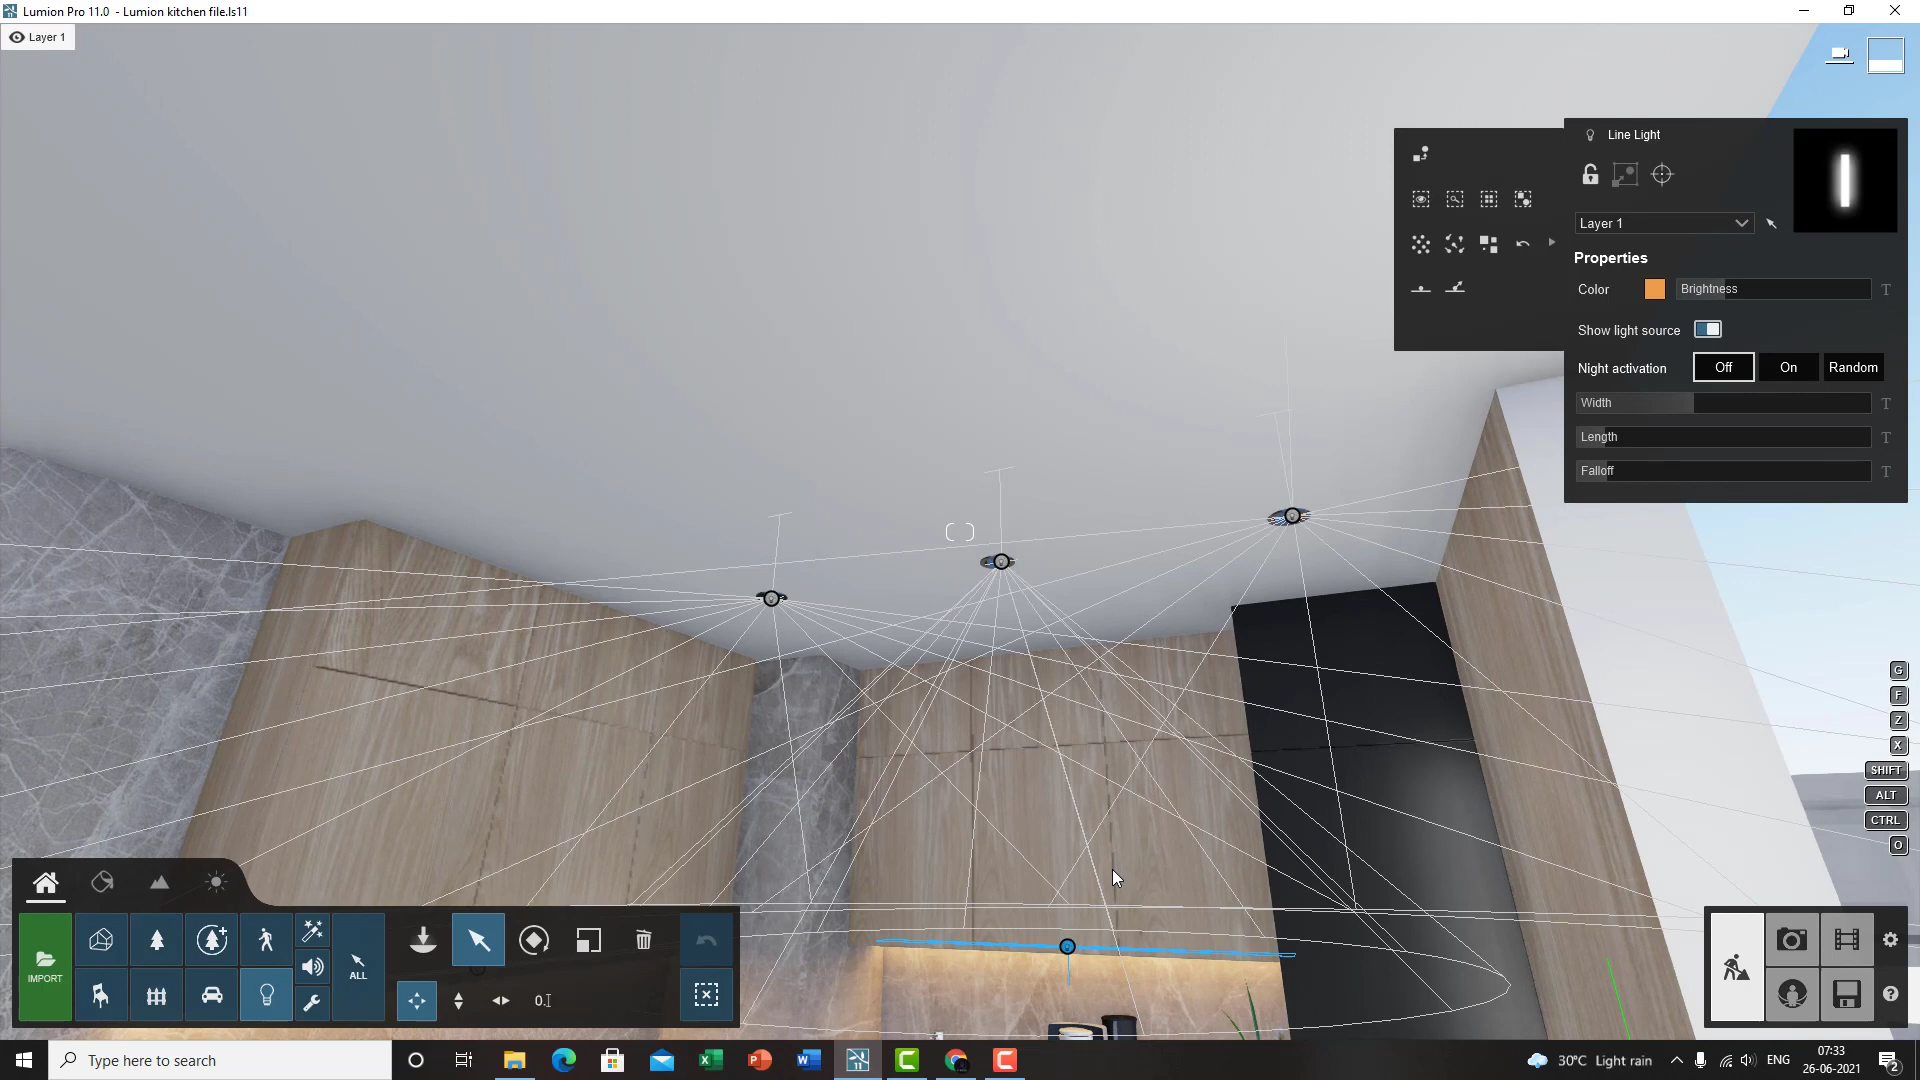 Lumion Pro 11.0 - Lumion kitchen file.ls11
Layer 1
Line Light
Layer 1
Properties
Color
Brightness
T
Show light source
Night activation
Off
On
Random
Width
T
Length
T
Falloff
T
G
F
Z
X
SHIFT
ALT
CTRL
O
IMPORT
ALL
0.
Type here to search
30°C Light rain
ENG
07:33
26-06-2021
2